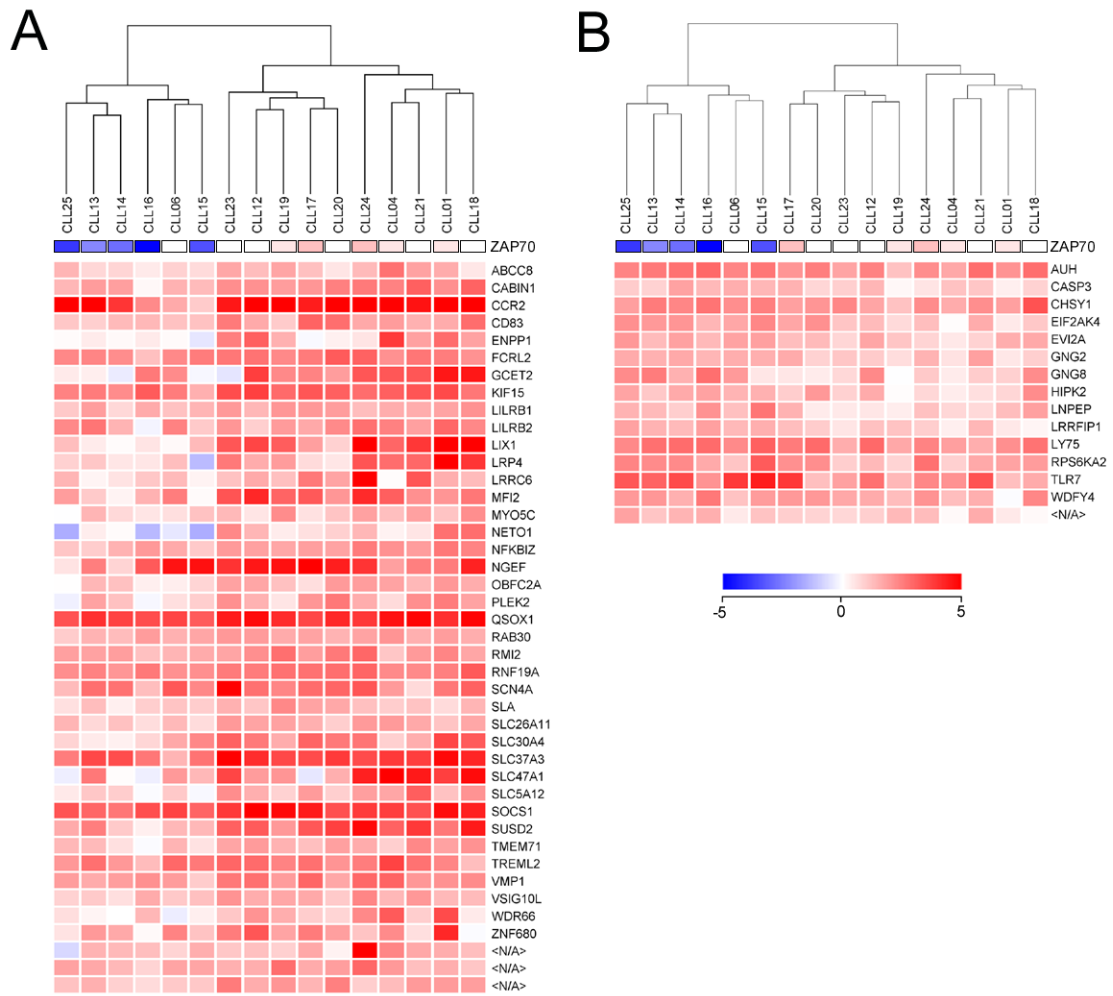 A
CLL25 CLL13 CLL14 CLL16 CLL06 CLL15 CLL23 CLL12 CLL19 CLL17 CLL20 CLL24 CLL04 CLL21 CLL01 CLL18
ZAP70
ABCC8
CABIN1
CCR2
CD83
ENPP1
FCRL2
GCET2
KIF15
LILRB1
LILRB2
LIX1
LRP4
LRRC6
MFI2
MYO5C
NETO1
NFKBIZ
NGEF
OBFC2A
PLEK2
QSOX1
RAB30
RMI2
RNF19A
SCN4A
SLA
SLC26A11
SLC30A4
SLC37A3
SLC47A1
SLC5A12
SOCS1
SUSD2
TMEM71
TREML2
VMP1
VSIG10L
WDR66
ZNF680
<N/A>
<N/A>
<N/A>
B
CLL25 CLL13 CLL14 CLL16 CLL06 CLL15 CLL17 CLL20 CLL23 CLL12 CLL19 CLL24 CLL04 CLL21 CLL01 CLL18
ZAP70
AUH
CASP3
CHSY1
EIF2AK4
EVI2A
GNG2
GNG8
HIPK2
LNPEP
LRRFIP1
LY75
RPS6KA2
TLR7
WDFY4
<N/A>
-5 0 5